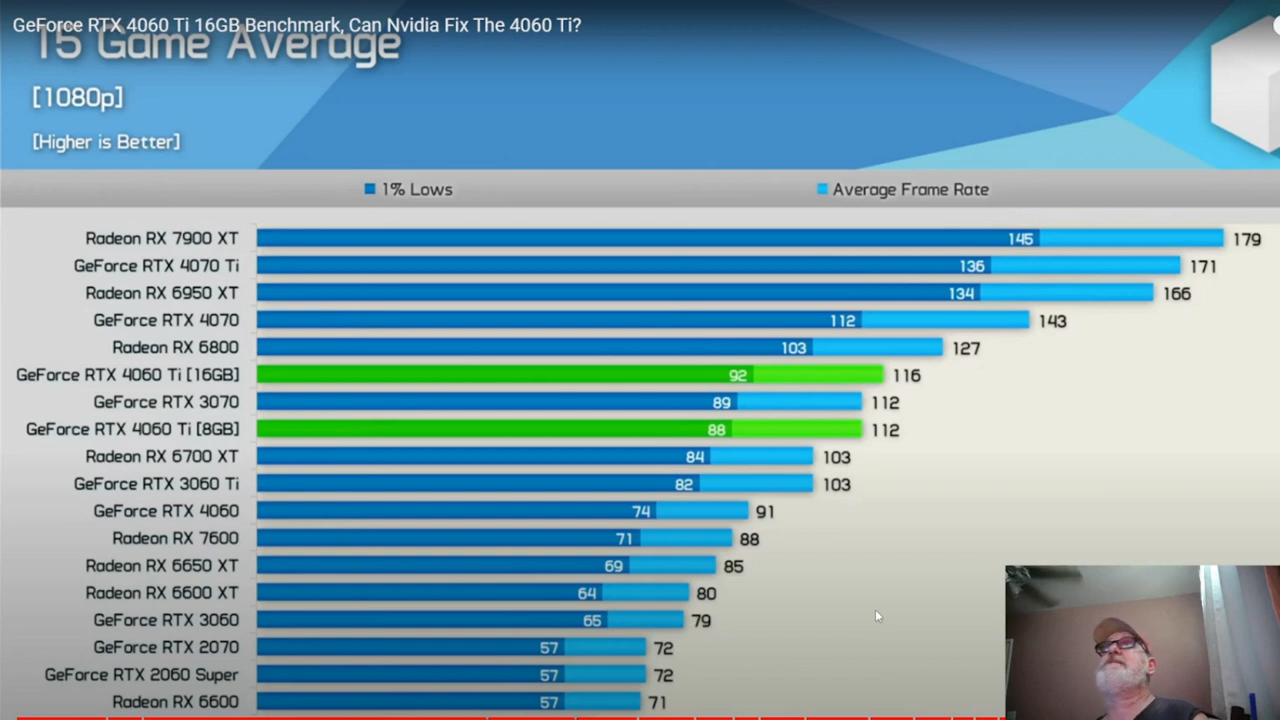 GeForce RTX 4060 Ti 16GB Benchmark, Can Nvidia Fix The 4060 Ti?
15 Game Average
[1080p]
[Higher is Better]
1% Lows Average Frame Rate
Radeon RX 7900 XT 145 179
GeForce RTX 4070 Ti 136 171
Radeon RX 6950 XT 134 166
GeForce RTX 4070 112 143
Radeon RX 6800 103 127
GeForce RTX 4060 Ti [16GB] 92 116
GeForce RTX 3070 89 112
GeForce RTX 4060 Ti [8GB] 88 112
Radeon RX 6700 XT 84 103
GeForce RTX 3060 Ti 82 103
GeForce RTX 4060 74 91
Radeon RX 7600 71 88
Radeon RX 6650 XT 69 85
Radeon RX 6600 XT 64 80
GeForce RTX 3060 65 79
GeForce RTX 2070 57 72
GeForce RTX 2060 Super 57 72
Radeon RX 6600 57 71